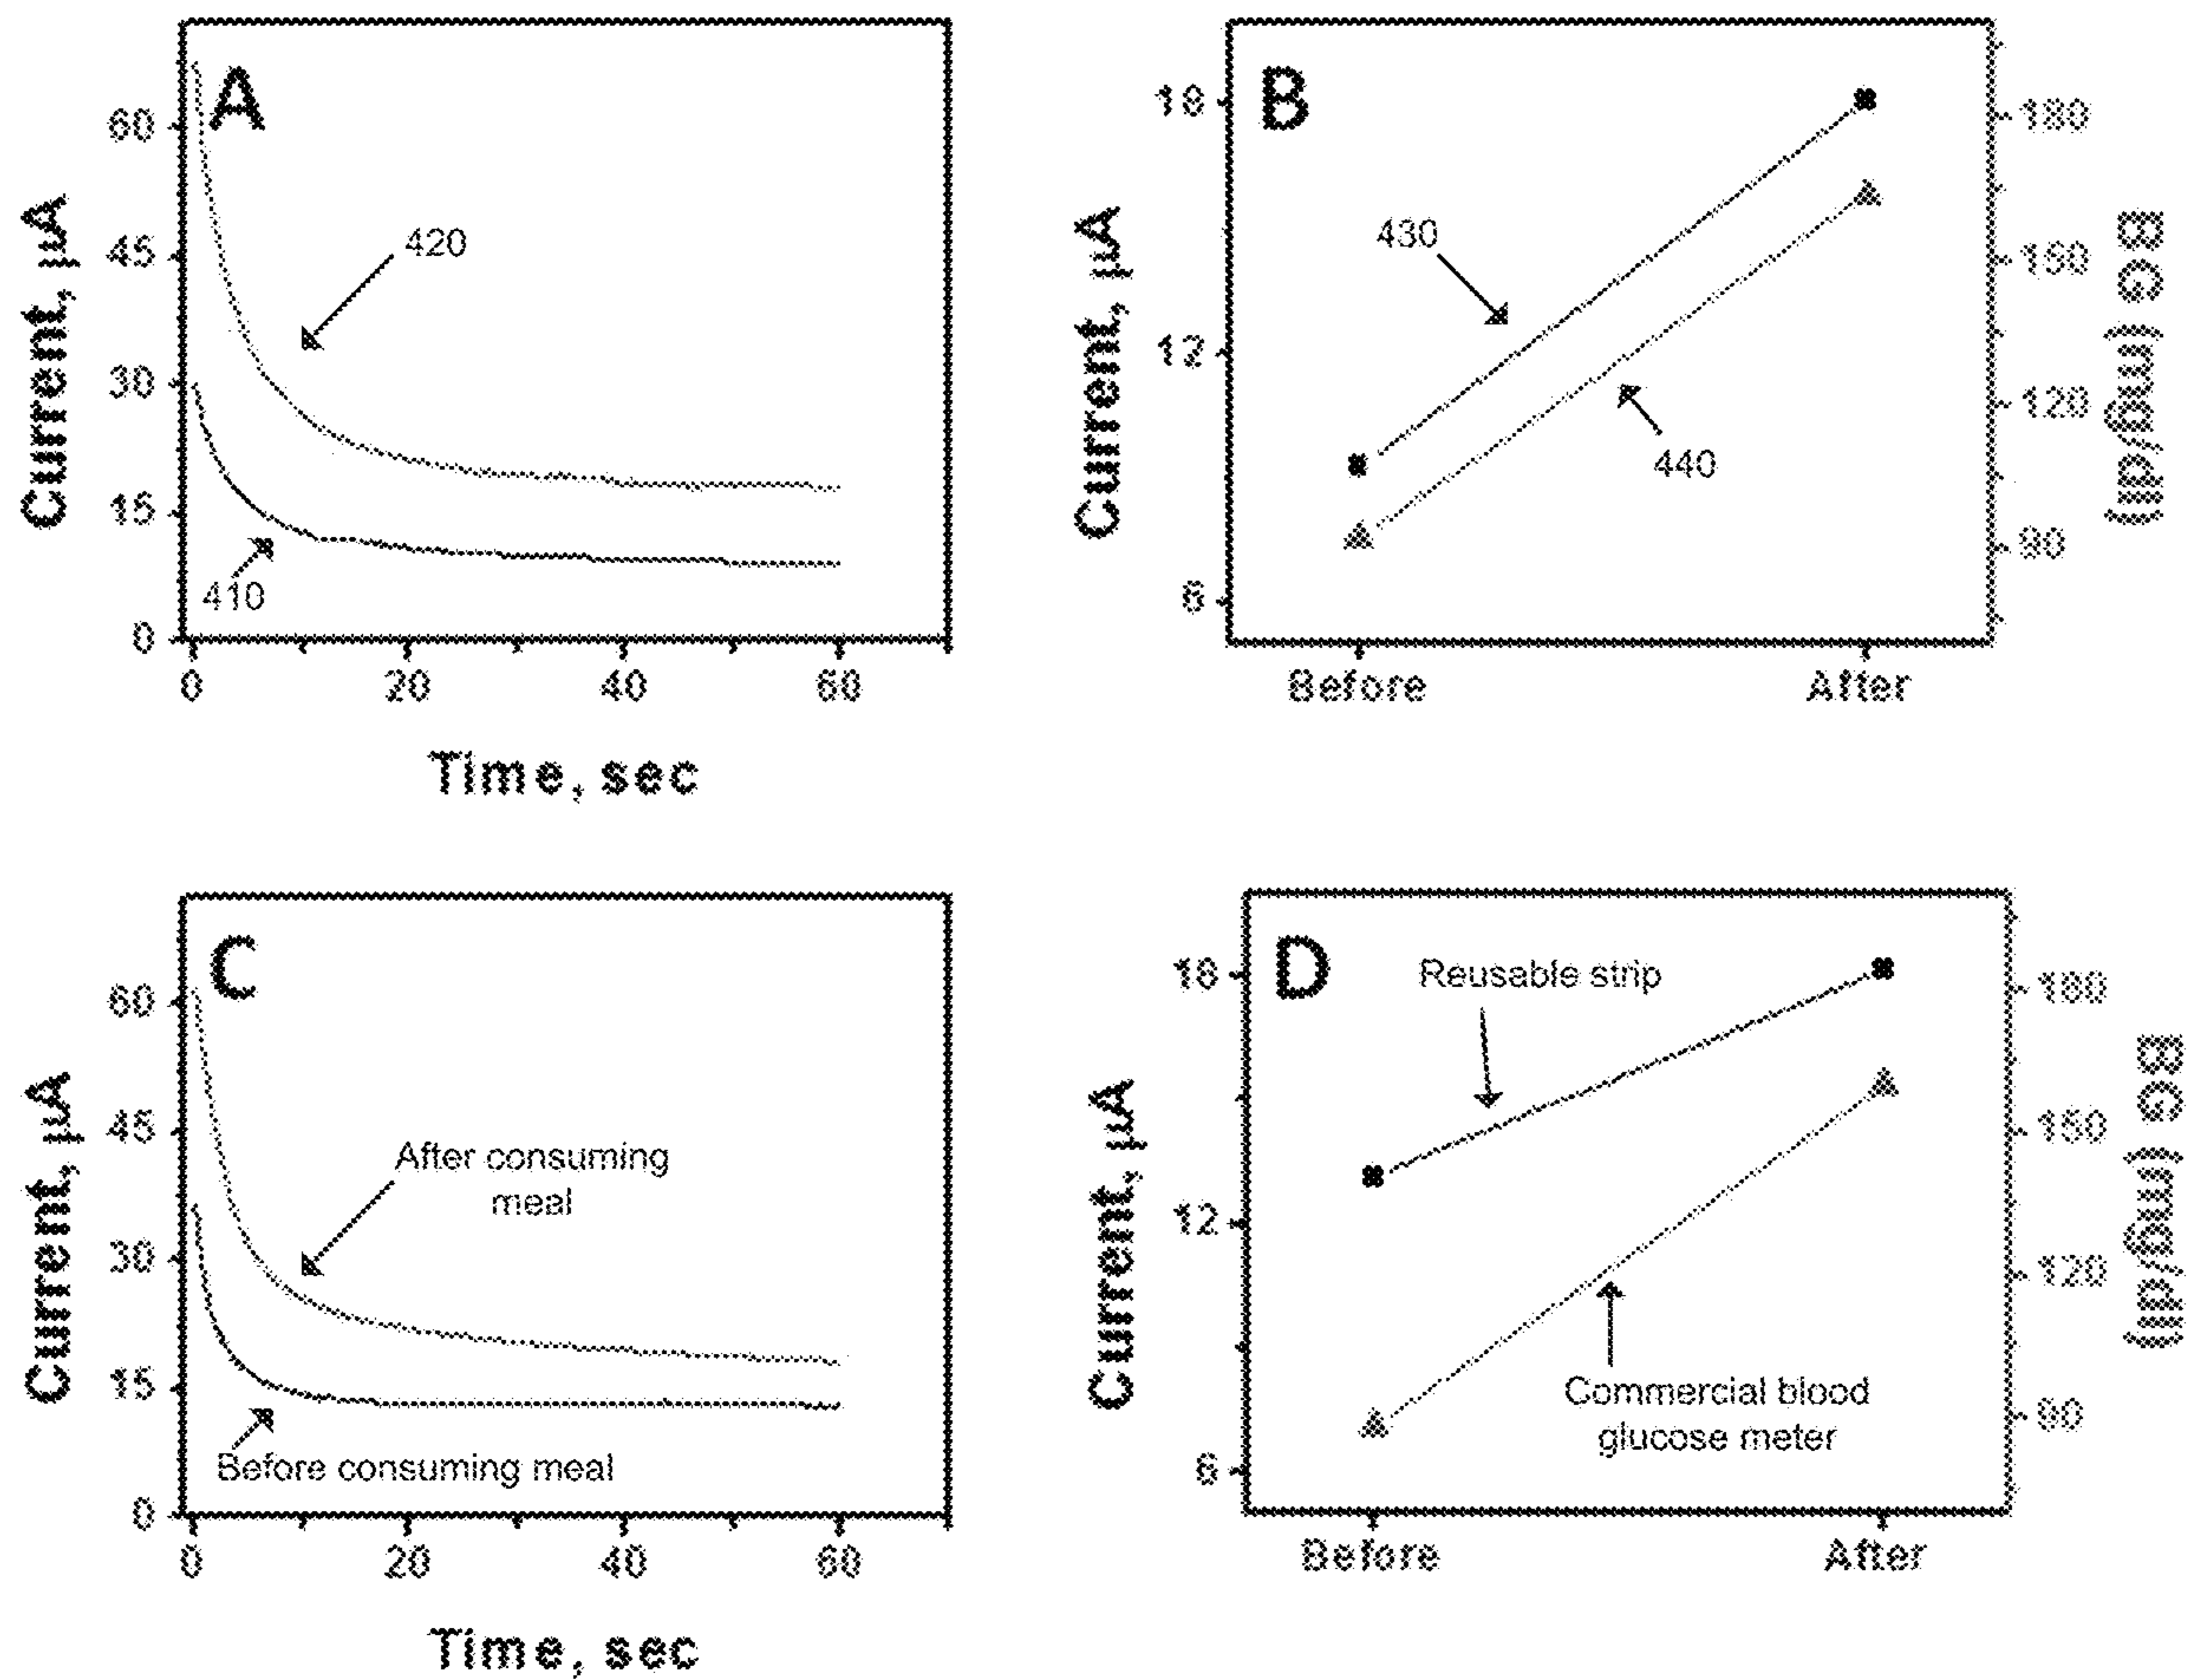 A
Current, µA
60
45
30
15
0
420
410
0 20 40 60
Time, sec
B
Current, µA
18
12
6
430
440
180
150
120
90
BG (mg/dl)
Before After
C
Current, µA
60
45
30
15
0
After consuming
meal
Before consuming meal
0 20 40 60
Time, sec
D
Current, µA
18
12
6
Reusable strip
Commercial blood
glucose meter
180
150
120
90
BG (mg/dl)
Before After